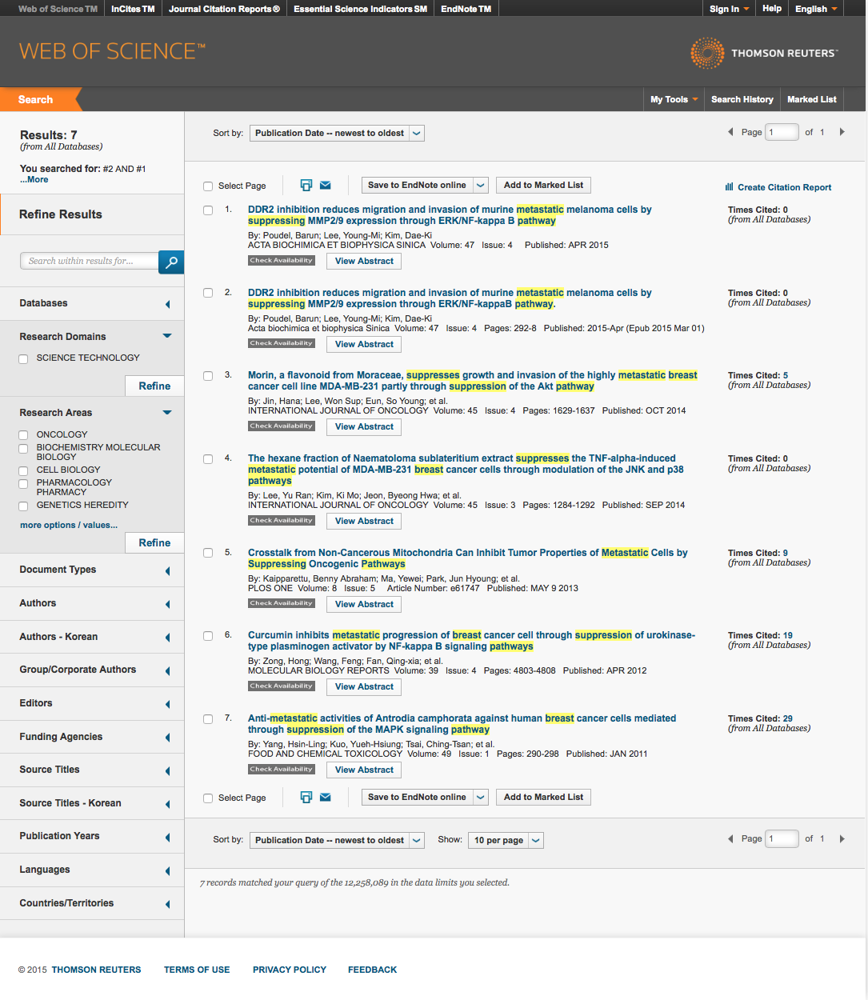 Web of Science TM InCites TM Journal Citation Reports® Essential Science Indicators SM EndNote TM Sign In Help English
WEB OF SCIENCE™
THOMSON REUTERS™
Search My Tools Search History Marked List
Results: 7
(from All Databases)
You searched for: #2 AND #1
...More
Refine Results
Search within results for...
Databases
Research Domains
SCIENCE TECHNOLOGY
Refine
Research Areas
ONCOLOGY
BIOCHEMISTRY MOLECULAR
BIOLOGY
CELL BIOLOGY
PHARMACOLOGY
PHARMACY
GENETICS HEREDITY
more options / values...
Refine
Document Types
Authors
Authors - Korean
Group/Corporate Authors
Editors
Funding Agencies
Source Titles
Source Titles - Korean
Publication Years
Languages
Countries/Territories
Sort by: Publication Date -- newest to oldest Page 1 of 1
Select Page Save to EndNote online Add to Marked List Create Citation Report
1. DDR2 inhibition reduces migration and invasion of murine metastatic melanoma cells by
suppressing MMP2/9 expression through ERK/NF-kappa B pathway
By: Poudel, Barun; Lee, Young-Mi; Kim, Dae-Ki
ACTA BIOCHIMICA ET BIOPHYSICA SINICA Volume: 47 Issue: 4 Published: APR 2015
Check Availability View Abstract
Times Cited: 0
(from All Databases)
2. DDR2 inhibition reduces migration and invasion of murine metastatic melanoma cells by
suppressing MMP2/9 expression through ERK/NF-kappaB pathway.
By: Poudel, Barun; Lee, Young-Mi; Kim, Dae-Ki
Acta biochimica et biophysica Sinica Volume: 47 Issue: 4 Pages: 292-8 Published: 2015-Apr (Epub 2015 Mar 01)
Check Availability View Abstract
Times Cited: 0
(from All Databases)
3. Morin, a flavonoid from Moraceae, suppresses growth and invasion of the highly metastatic breast
cancer cell line MDA-MB-231 partly through suppression of the Akt pathway
By: Jin, Hana; Lee, Won Sup; Eun, So Young; et al.
INTERNATIONAL JOURNAL OF ONCOLOGY Volume: 45 Issue: 4 Pages: 1629-1637 Published: OCT 2014
Check Availability View Abstract
Times Cited: 5
(from All Databases)
4. The hexane fraction of Naematoloma sublateritium extract suppresses the TNF-alpha-induced
metastatic potential of MDA-MB-231 breast cancer cells through modulation of the JNK and p38
pathways
By: Lee, Yu Ran; Kim, Ki Mo; Jeon, Byeong Hwa; et al.
INTERNATIONAL JOURNAL OF ONCOLOGY Volume: 45 Issue: 3 Pages: 1284-1292 Published: SEP 2014
Check Availability View Abstract
Times Cited: 0
(from All Databases)
5. Crosstalk from Non-Cancerous Mitochondria Can Inhibit Tumor Properties of Metastatic Cells by
Suppressing Oncogenic Pathways
By: Kaipparettu, Benny Abraham; Ma, Yewei; Park, Jun Hyoung; et al.
PLOS ONE Volume: 8 Issue: 5 Article Number: e61747 Published: MAY 9 2013
Check Availability View Abstract
Times Cited: 9
(from All Databases)
6. Curcumin inhibits metastatic progression of breast cancer cell through suppression of urokinase-
type plasminogen activator by NF-kappa B signaling pathways
By: Zong, Hong; Wang, Feng; Fan, Qing-xia; et al.
MOLECULAR BIOLOGY REPORTS Volume: 39 Issue: 4 Pages: 4803-4808 Published: APR 2012
Check Availability View Abstract
Times Cited: 19
(from All Databases)
7. Anti-metastatic activities of Antrodia camphorata against human breast cancer cells mediated
through suppression of the MAPK signaling pathway
By: Yang, Hsin-Ling; Kuo, Yueh-Hsiung; Tsai, Ching-Tsan; et al.
FOOD AND CHEMICAL TOXICOLOGY Volume: 49 Issue: 1 Pages: 290-298 Published: JAN 2011
Check Availability View Abstract
Times Cited: 29
(from All Databases)
Select Page Save to EndNote online Add to Marked List
Sort by: Publication Date -- newest to oldest Show: 10 per page Page 1 of 1
7 records matched your query of the 12,258,089 in the data limits you selected.
© 2015 THOMSON REUTERS TERMS OF USE PRIVACY POLICY FEEDBACK